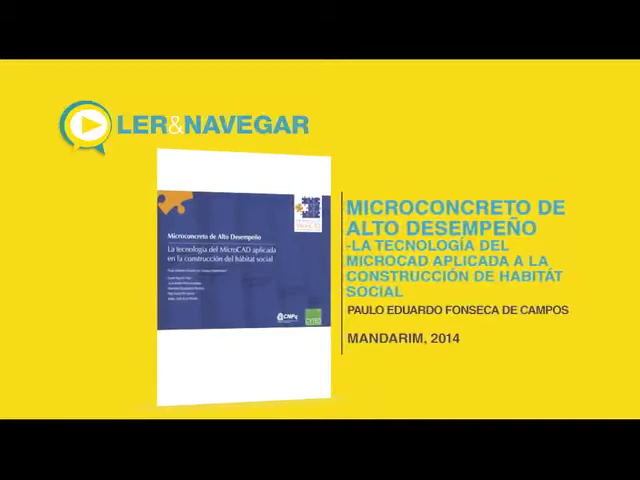 LER&NAVEGAR
Microconcreto de Alto Desempeño
La tecnología del MicroCAD aplicada
en la construcción del hábitat social
CNPq
CYTED
MICROCONCRETO DE
ALTO DESEMPEÑO
-LA TECNOLOGÍA DEL
MICROCAD APLICADA A LA
CONSTRUCCIÓN DE HABITÁT
SOCIAL
PAULO EDUARDO FONSECA DE CAMPOS
MANDARIM, 2014